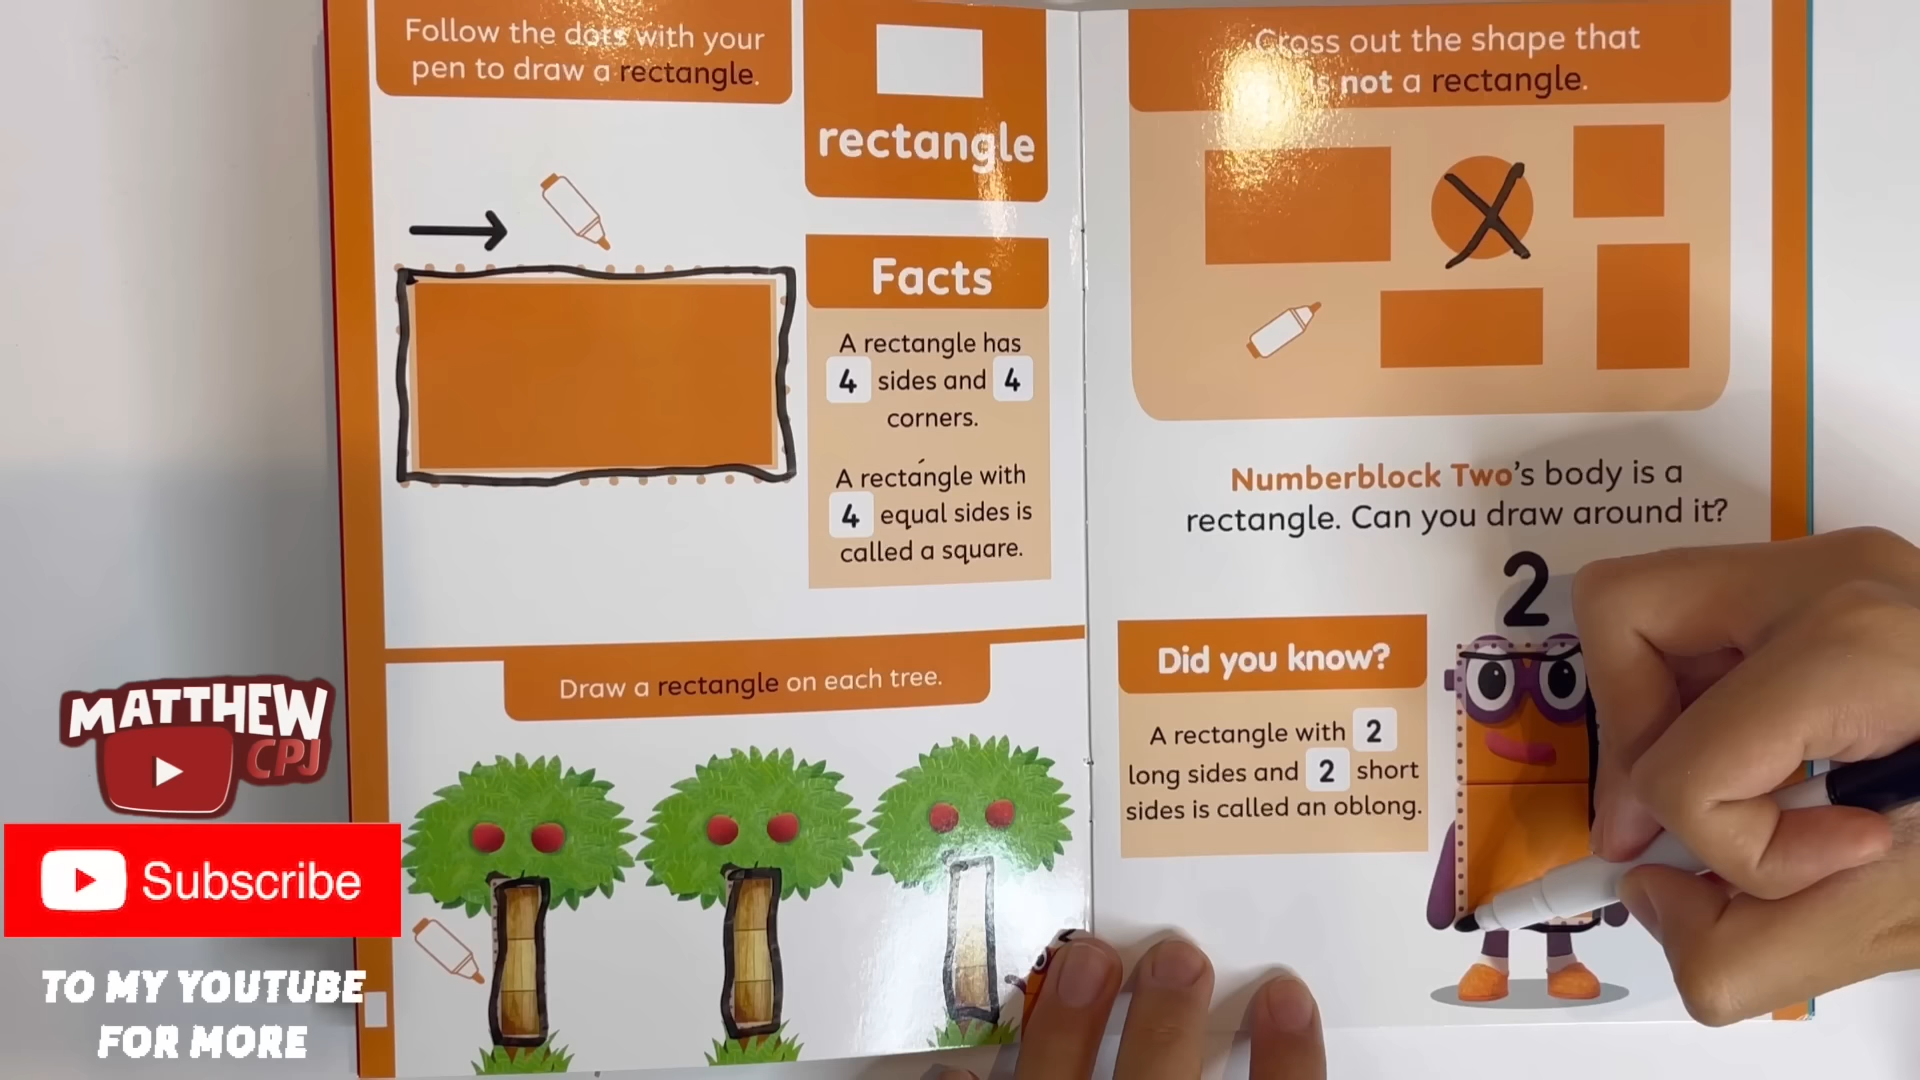 Follow the dots with your
pen to draw a rectangle.
rectangle
Facts
A rectangle has
4 sides and 4
corners.
A rectangle with
4 equal sides is
called a square.
Draw a rectangle on each tree.
Cross out the shape that
is not a rectangle.
Numberblock Two's body is a
rectangle. Can you draw around it?
2
Did you know?
A rectangle with 2
long sides and 2 short
sides is called an oblong.
MATTHEW
CPJ
Subscribe
TO MY YOUTUBE
FOR MORE